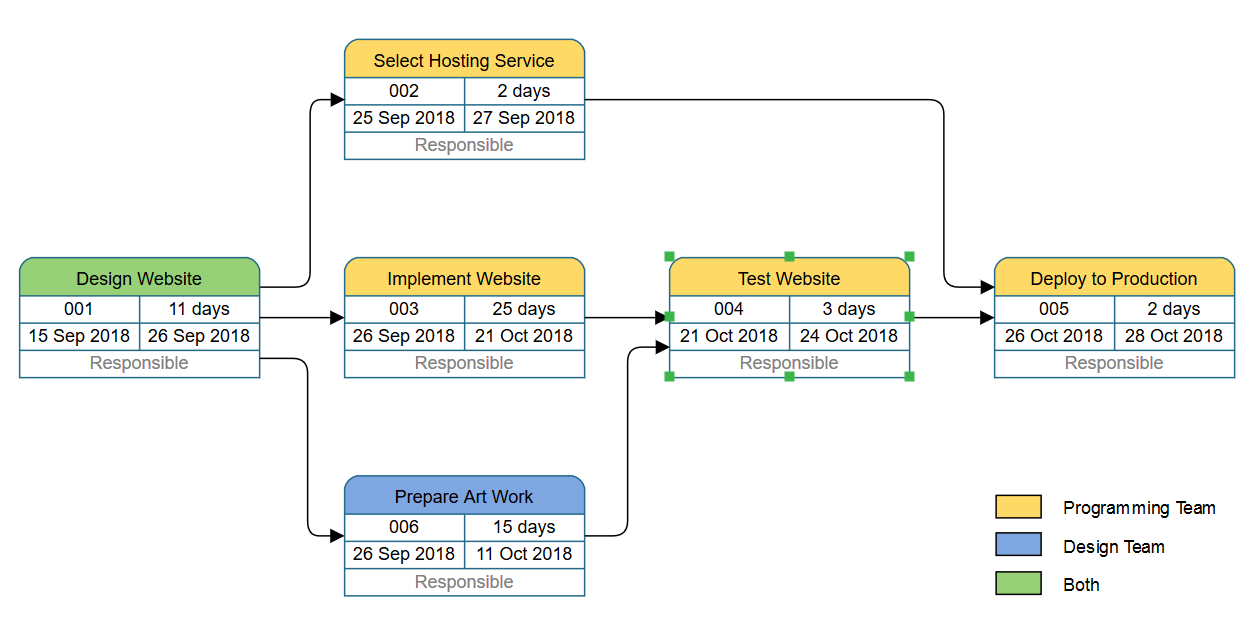 Select Hosting Service
002 2 days
25 Sep 2018 27 Sep 2018
Responsible
Design Website
001 11 days
15 Sep 2018 26 Sep 2018
Responsible
Implement Website
003 25 days
26 Sep 2018 21 Oct 2018
Responsible
Test Website
004 3 days
21 Oct 2018 24 Oct 2018
Responsible
Deploy to Production
005 2 days
26 Oct 2018 28 Oct 2018
Responsible
Prepare Art Work
006 15 days
26 Sep 2018 11 Oct 2018
Responsible
Programming Team
Design Team
Both